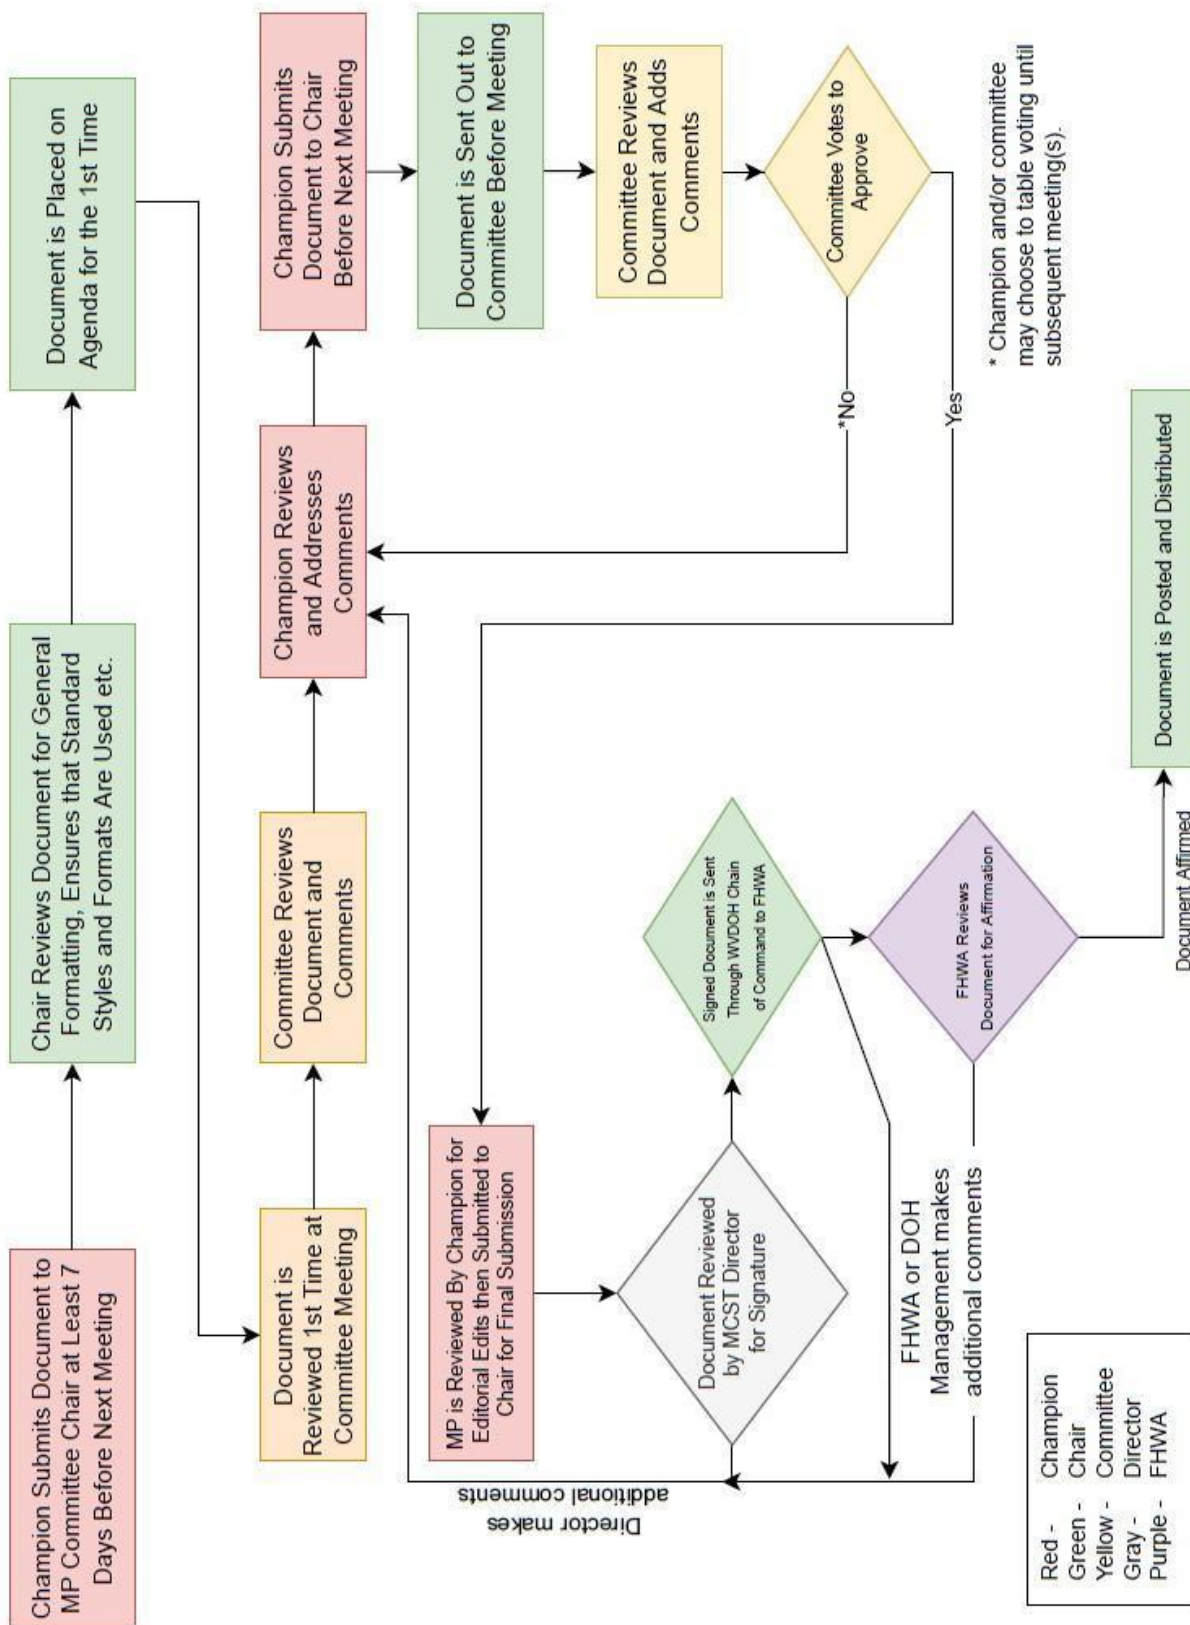 Champion Submits Document to
MP Committee Chair at Least 7
Days Before Next Meeting
Chair Reviews Document for General
Formatting, Ensures that Standard
Styles and Formats Are Used etc.
Document is Placed on
Agenda for the 1st Time
Document is
Reviewed 1st Time at
Committee Meeting
Committee Reviews
Document and
Comments
Champion Reviews
and Addresses
Comments
Champion Submits
Document to Chair
Before Next Meeting
Document is Sent Out to
Committee Before Meeting
Committee Reviews
Document and Adds
Comments
Committee Votes to
Approve
*No
Yes
* Champion and/or committee
may choose to table voting until
subsequent meeting(s).
MP is Reviewed By Champion for
Editorial Edits then Submitted to
Chair for Final Submission
Document Reviewed
by MCST Director
for Signature
Director makes
additional comments
Signed Document is Sent
Through WVDOH Chain
of Command to FHWA
FHWA or DOH
Management makes
additional comments
FHWA Reviews
Document for Affirmation
Document Affirmed
Document is Posted and Distributed
Red - Champion
Green - Chair
Yellow - Committee
Gray - Director
Purple - FHWA